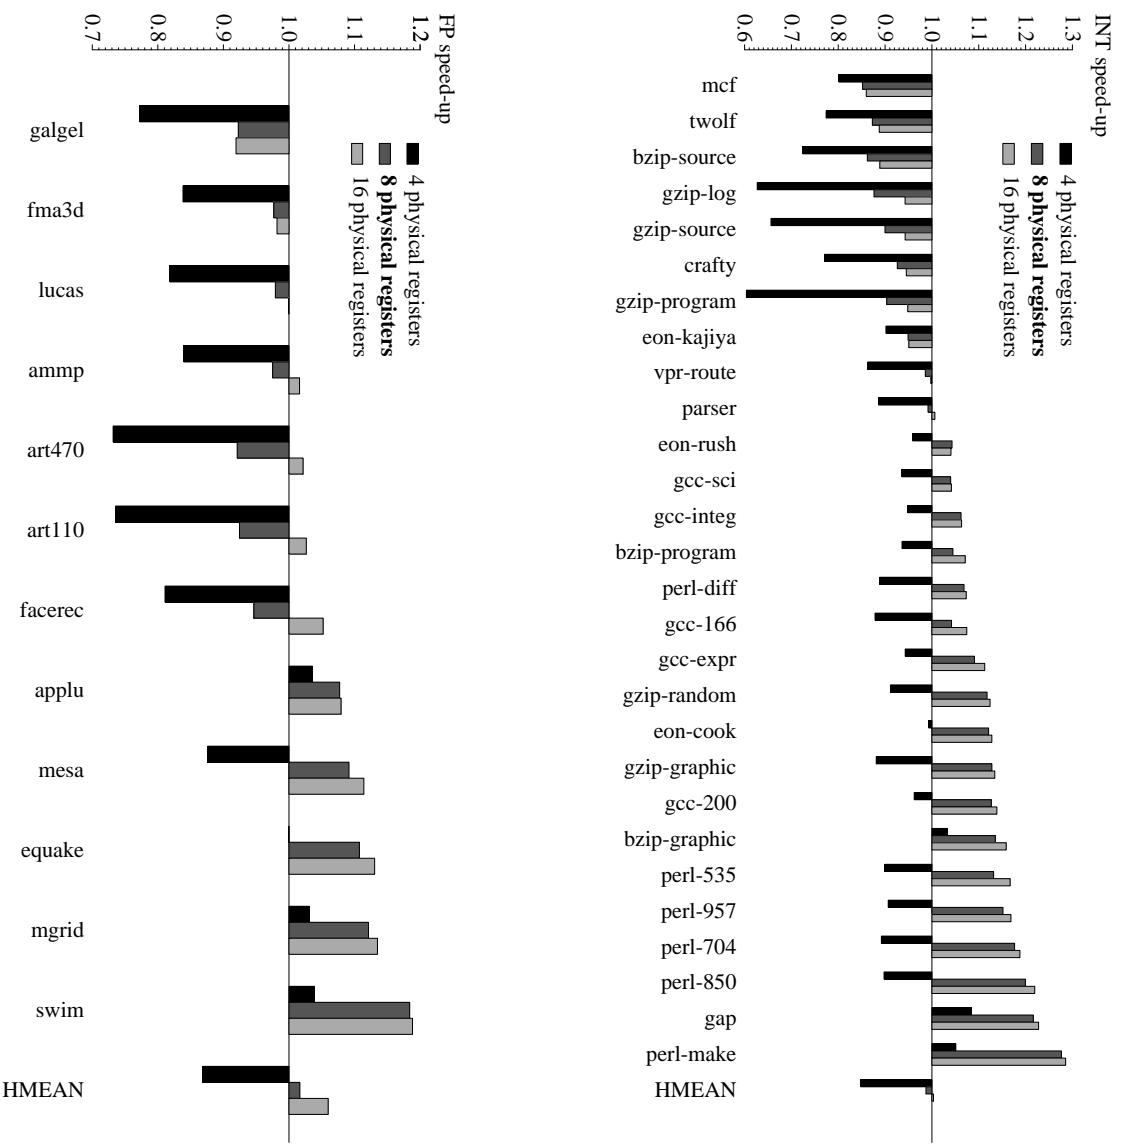 FP speed-up
0.7 0.8 0.9 1.0 1.1 1.2
4 physical registers
8 physical registers
16 physical registers
galgel
fma3d
lucas
ammp
art470
art110
facerec
applu
mesa
equake
mgrid
swim
HMEAN
INT speed-up
0.6 0.7 0.8 0.9 1.0 1.1 1.2 1.3
4 physical registers
8 physical registers
16 physical registers
mcf
twolf
bzip-source
gzip-log
gzip-source
crafty
gzip-program
eon-kajiya
vpr-route
parser
eon-rush
gcc-sci
gcc-integ
bzip-program
perl-diff
gcc-166
gcc-expr
gzip-random
eon-cook
gzip-graphic
gcc-200
bzip-graphic
perl-535
perl-957
perl-704
perl-850
gap
perl-make
HMEAN